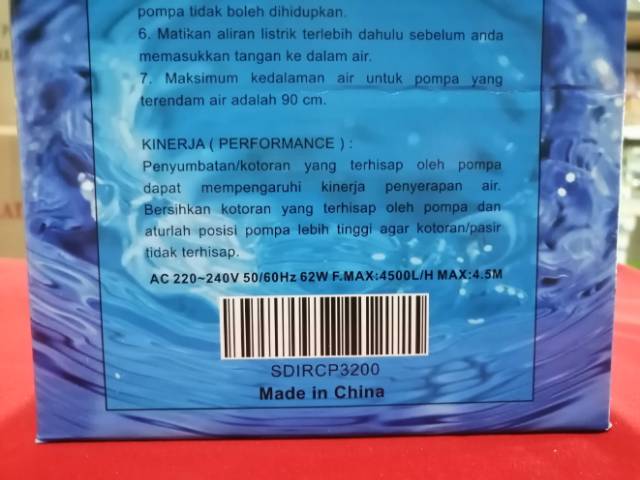 pompa tidak boleh dihidupkan.
6. Matikan aliran listrik terlebih dahulu sebelum anda
memasukkan tangan ke dalam air.
7. Maksimum kedalaman air untuk pompa yang
terendam air adalah 90 cm.
KINERJA ( PERFORMANCE ) :
Penyumbatan/kotoran yang terhisap oleh pompa
dapat mempengaruhi kinerja penyerapan air.
Bersihkan kotoran yang terhisap oleh pompa dan
aturlah posisi pompa lebih tinggi agar kotoran/pasir
tidak terhisap.
AC 220~240V 50/60Hz 62W F.MAX:4500L/H MAX:4.5M
SDIRCP3200
Made in China